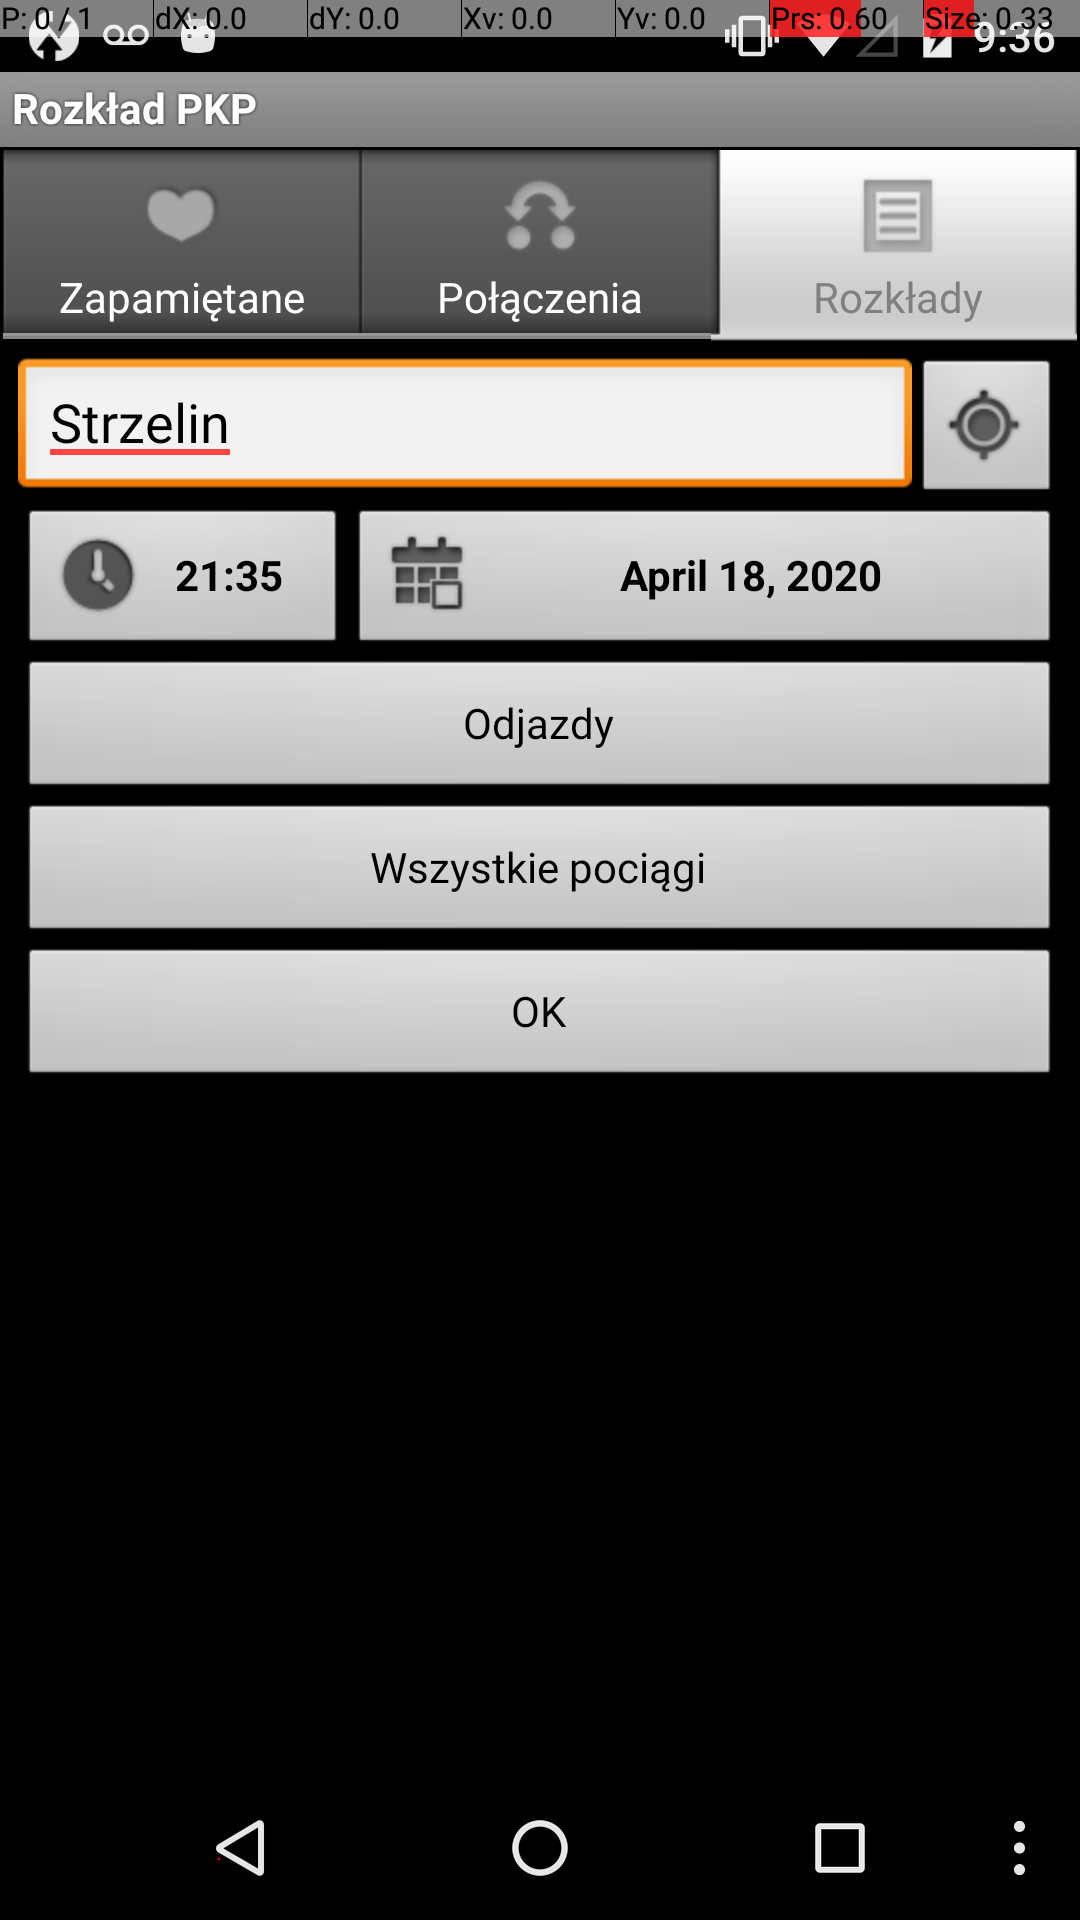 P: 0 / 1 dX: 0.0 dY: 0.0 Xv: 0.0 Yv: 0.0 Prs: 0.60 Size: 0.33
9:36
Rozkład PKP
Zapamiętane Połączenia Rozkłady
Strzelin
21:35 April 18, 2020
Odjazdy
Wszystkie pociągi
OK